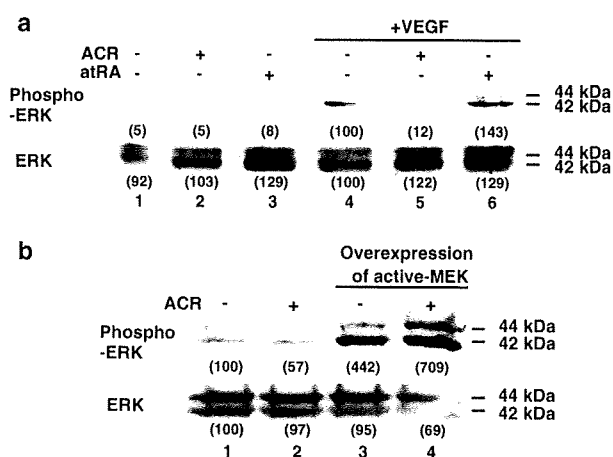 a
+VEGF
ACR - + - - + -
atRA - - + - - +
Phospho
-ERK
44 kDa
42 kDa
(5) (5) (8) (100) (12) (143)
ERK
44 kDa
42 kDa
(92) (103) (129) (100) (122) (129)
1 2 3 4 5 6
b
Overexpression
of active-MEK
ACR - + - +
Phospho
-ERK
44 kDa
42 kDa
(100) (57) (442) (709)
ERK
44 kDa
42 kDa
(100) (97) (95) (69)
1 2 3 4